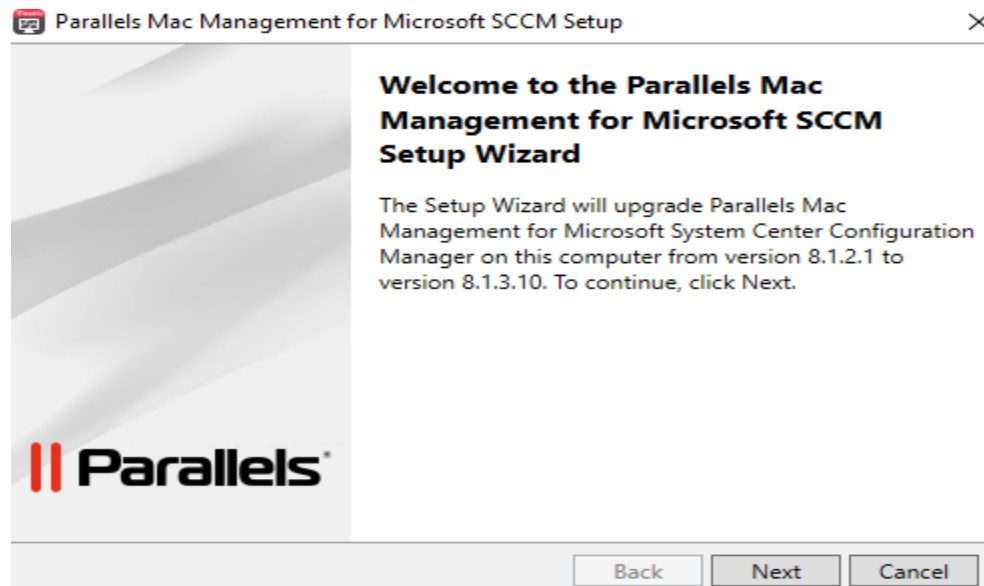 Parallels Mac Management for Microsoft SCCM Setup
Welcome to the Parallels Mac
Management for Microsoft SCCM
Setup Wizard
The Setup Wizard will upgrade Parallels Mac
Management for Microsoft System Center Configuration
Manager on this computer from version 8.1.2.1 to
version 8.1.3.10. To continue, click Next.
Parallels®
Back
Next
Cancel